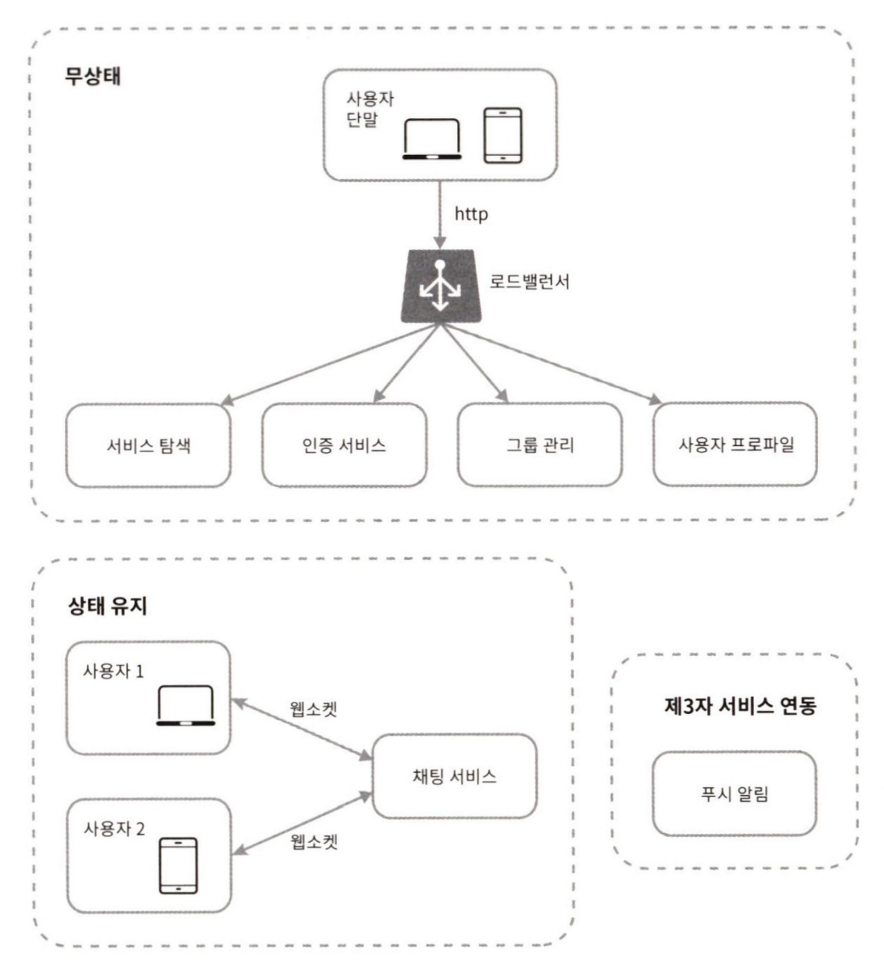 무상태
사용자
단말
http
로드밸런서
서비스 탐색
인증 서비스
그룹 관리
사용자 프로파일
상태 유지
사용자 1
웹소켓
채팅 서비스
사용자 2
웹소켓
제3자 서비스 연동
푸시 알림